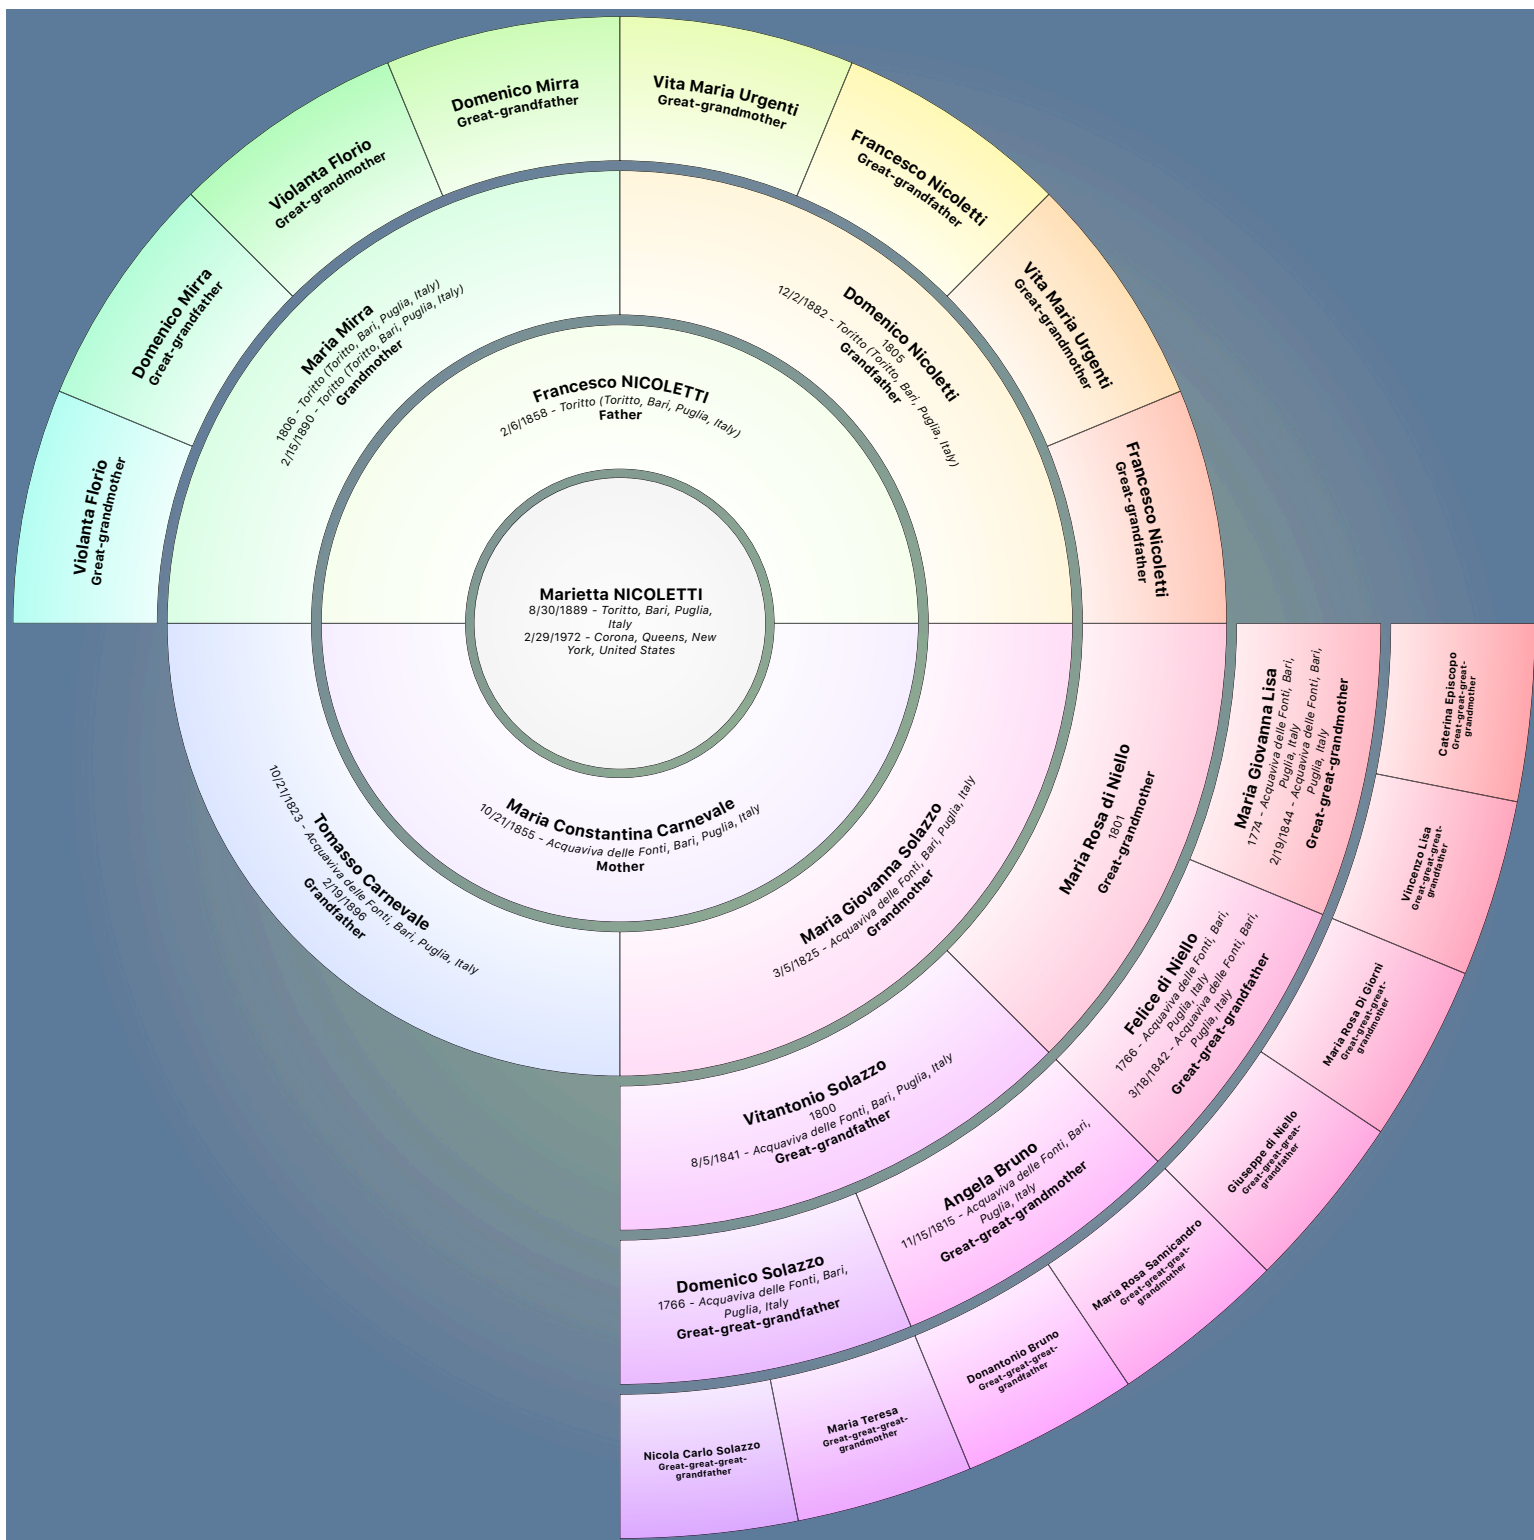 Marietta NICOLETTI
8/30/1889 - Toritto, Bari, Puglia,
Italy
2/29/1972 - Corona, Queens, New
York, United States
Francesco NICOLETTI
2/6/1858 - Toritto (Toritto, Bari, Puglia, Italy)
Father
Maria Constantina Carnevale
10/21/1855 - Acquaviva delle Fonti, Bari, Puglia, Italy
Mother
Maria Mirra
1806 - Toritto (Toritto, Bari, Puglia, Italy)
2/15/1890 - Toritto (Toritto, Bari, Puglia, Italy)
Grandmother
Domenico Nicoletti
1805
12/2/1882 - Toritto (Toritto, Bari, Puglia, Italy)
Grandfather
Tomasso Carnevale
10/21/1823 - Acquaviva delle Fonti, Bari, Puglia, Italy
2/19/1896
Grandfather
Maria Giovanna Solazzo
3/5/1825 - Acquaviva delle Fonti, Bari, Puglia, Italy
Grandmother
Violanta Florio
Great-grandmother
Domenico Mirra
Great-grandfather
Violanta Florio
Great-grandmother
Domenico Mirra
Great-grandfather
Vita Maria Urgenti
Great-grandmother
Francesco Nicoletti
Great-grandfather
Vita Maria Urgenti
Great-grandmother
Francesco Nicoletti
Great-grandfather
Maria Rosa di Niello
1801
Great-grandmother
Vitantonio Solazzo
1800
8/5/1841 - Acquaviva delle Fonti, Bari, Puglia, Italy
Great-grandfather
Maria Giovanna Lisa
1774 - Acquaviva delle Fonti, Bari,
Puglia, Italy
2/19/1844 - Acquaviva delle Fonti, Bari,
Puglia, Italy
Great-great-grandmother
Felice di Niello
1766 - Acquaviva delle Fonti, Bari,
Puglia, Italy
3/18/1842 - Acquaviva delle Fonti, Bari,
Puglia, Italy
Great-great-grandfather
Angela Bruno
11/15/1815 - Acquaviva delle Fonti, Bari,
Puglia, Italy
Great-great-grandmother
Domenico Solazzo
1766 - Acquaviva delle Fonti, Bari,
Puglia, Italy
Great-great-grandfather
Caterina Episcopo
Great-great-great-
grandmother
Vincenzo Lisa
Great-great-great-
grandfather
Maria Rosa Di Giorni
Great-great-great-
grandmother
Giuseppe di Niello
Great-great-great-
grandfather
Maria Rosa Sannicandro
Great-great-great-
grandmother
Donantonio Bruno
Great-great-great-
grandfather
Maria Teresa
Great-great-great-
grandmother
Nicola Carlo Solazzo
Great-great-great-
grandfather